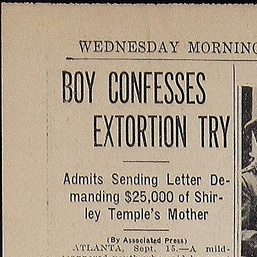 WEDNESDAY MORNING
BOY CONFESSES
EXTORTION TRY
Admits Sending Letter De-
manding $25,000 of Shir-
ley Temple's Mother
(By Associated Press)
ATLANTA, Sept. 15.—A mild-